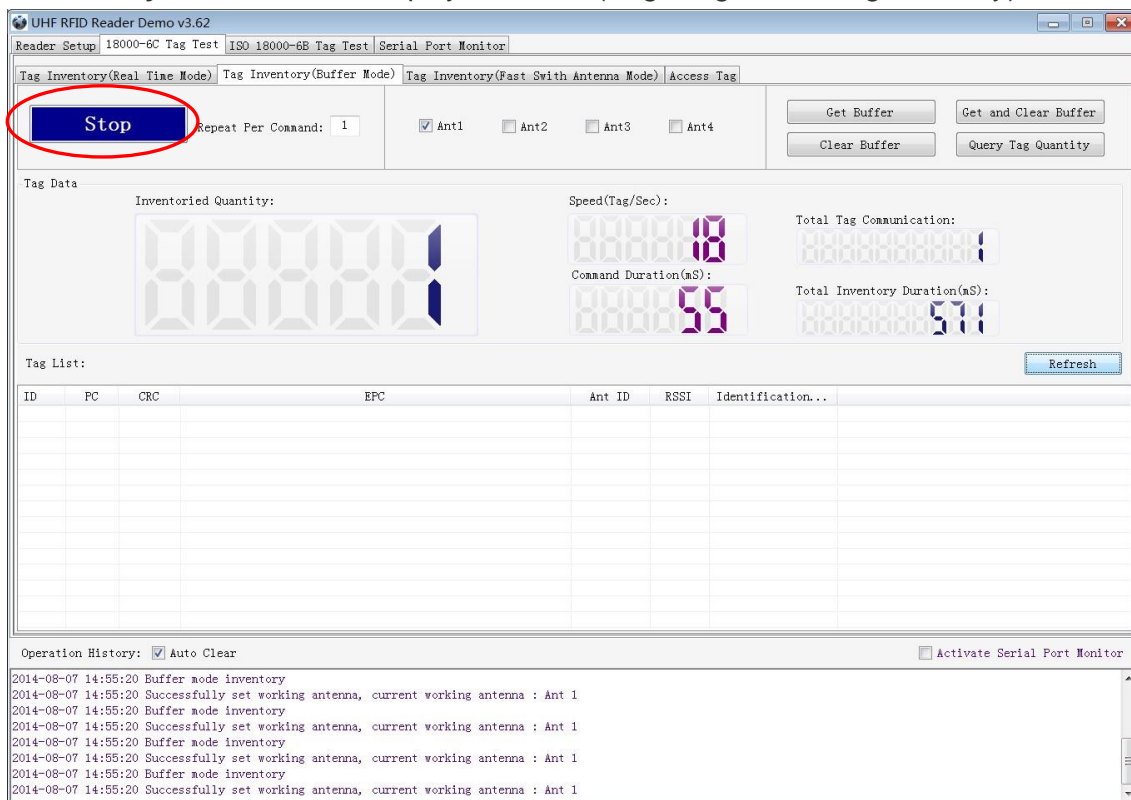 UHF RFID Reader Demo v3.62
Reader Setup 18000-6C Tag Test ISO 18000-6B Tag Test Serial Port Monitor
Tag Inventory(Real Time Mode) Tag Inventory(Buffer Mode) Tag Inventory(Fast Swith Antenna Mode) Access Tag
Stop Repeat Per Command: 1 Ant1 Ant2 Ant3 Ant4
Get Buffer Get and Clear Buffer
Clear Buffer Query Tag Quantity
Tag Data
Inventoried Quantity: Speed(Tag/Sec):
1 18
Total Tag Communication:
1
Command Duration(mS):
55
Total Inventory Duration(mS):
571
Tag List: Refresh
ID PC CRC EPC Ant ID RSSI Identification...
Operation History: Auto Clear Activate Serial Port Monitor
2014-08-07 14:55:20 Buffer mode inventory
2014-08-07 14:55:20 Successfully set working antenna, current working antenna : Ant 1
2014-08-07 14:55:20 Buffer mode inventory
2014-08-07 14:55:20 Successfully set working antenna, current working antenna : Ant 1
2014-08-07 14:55:20 Buffer mode inventory
2014-08-07 14:55:20 Successfully set working antenna, current working antenna : Ant 1
2014-08-07 14:55:20 Buffer mode inventory
2014-08-07 14:55:20 Successfully set working antenna, current working antenna : Ant 1